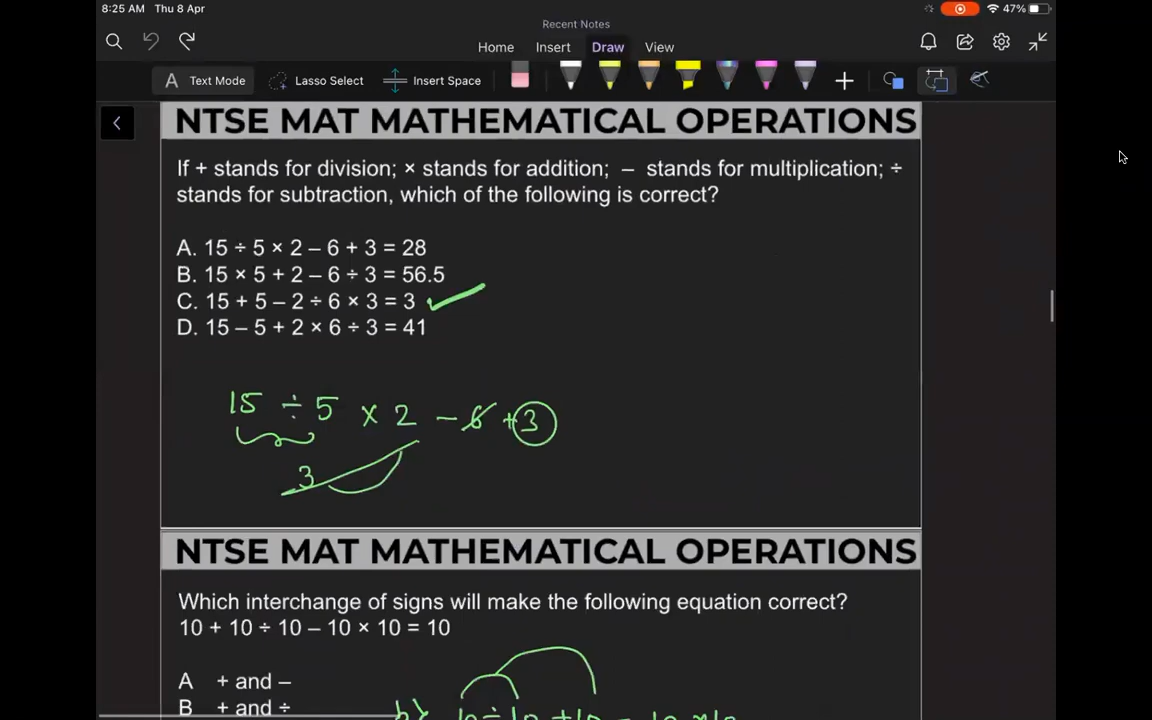 8:25 AM Thu 8 Apr
47%
Recent Notes
Home Insert Draw View
A Text Mode Lasso Select Insert Space
NTSE MAT MATHEMATICAL OPERATIONS
If + stands for division; × stands for addition; – stands for multiplication; ÷
stands for subtraction, which of the following is correct?
A. 15 ÷ 5 × 2 – 6 + 3 = 28
B. 15 × 5 + 2 – 6 ÷ 3 = 56.5
C. 15 + 5 – 2 ÷ 6 × 3 = 3
D. 15 – 5 + 2 × 6 ÷ 3 = 41
15 ÷ 5 × 2 – 6 + 3
3
NTSE MAT MATHEMATICAL OPERATIONS
Which interchange of signs will make the following equation correct?
10 + 10 ÷ 10 – 10 × 10 = 10
A + and –
B + and ÷
b) 10 ÷ 10 + 10 – 10 × 10